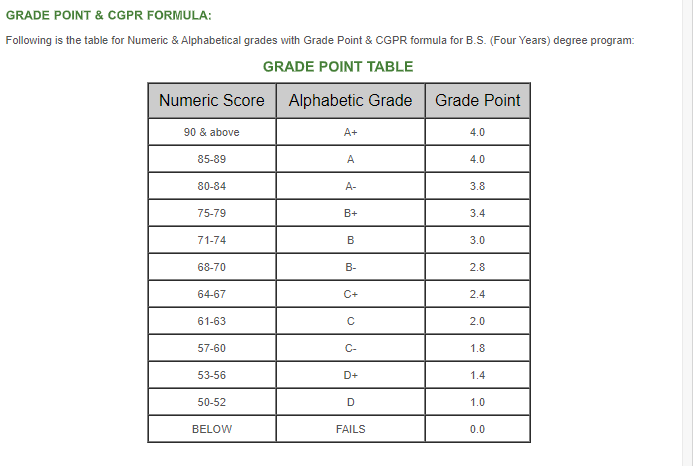 GRADE POINT & CGPR FORMULA:
Following is the table for Numeric & Alphabetical grades with Grade Point & CGPR formula for B.S. (Four Years) degree program:
GRADE POINT TABLE
Numeric Score Alphabetic Grade Grade Point
90 & above A+ 4.0
85-89 A 4.0
80-84 A- 3.8
75-79 B+ 3.4
71-74 B 3.0
68-70 B- 2.8
64-67 C+ 2.4
61-63 C 2.0
57-60 C- 1.8
53-56 D+ 1.4
50-52 D 1.0
BELOW FAILS 0.0